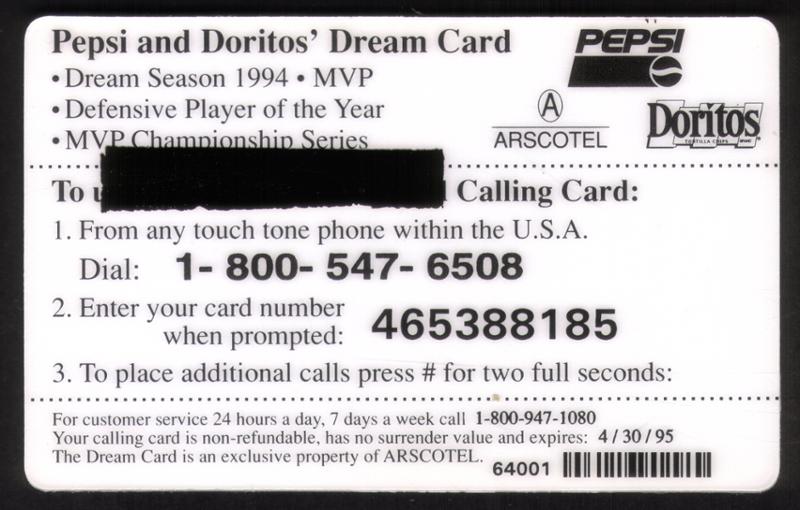 Pepsi and Doritos' Dream Card
• Dream Season 1994 • MVP
• Defensive Player of the Year
• MVP Championship Series
PEPSI
A
ARSCOTEL
Doritos
TORTILLA CHIPS
To Calling Card:
1. From any touch tone phone within the U.S.A.
Dial: 1- 800- 547- 6508
2. Enter your card number
when prompted: 465388185
3. To place additional calls press # for two full seconds:
For customer service 24 hours a day, 7 days a week call 1-800-947-1080
Your calling card is non-refundable, has no surrender value and expires: 4 / 30 / 95
The Dream Card is an exclusive property of ARSCOTEL.
64001